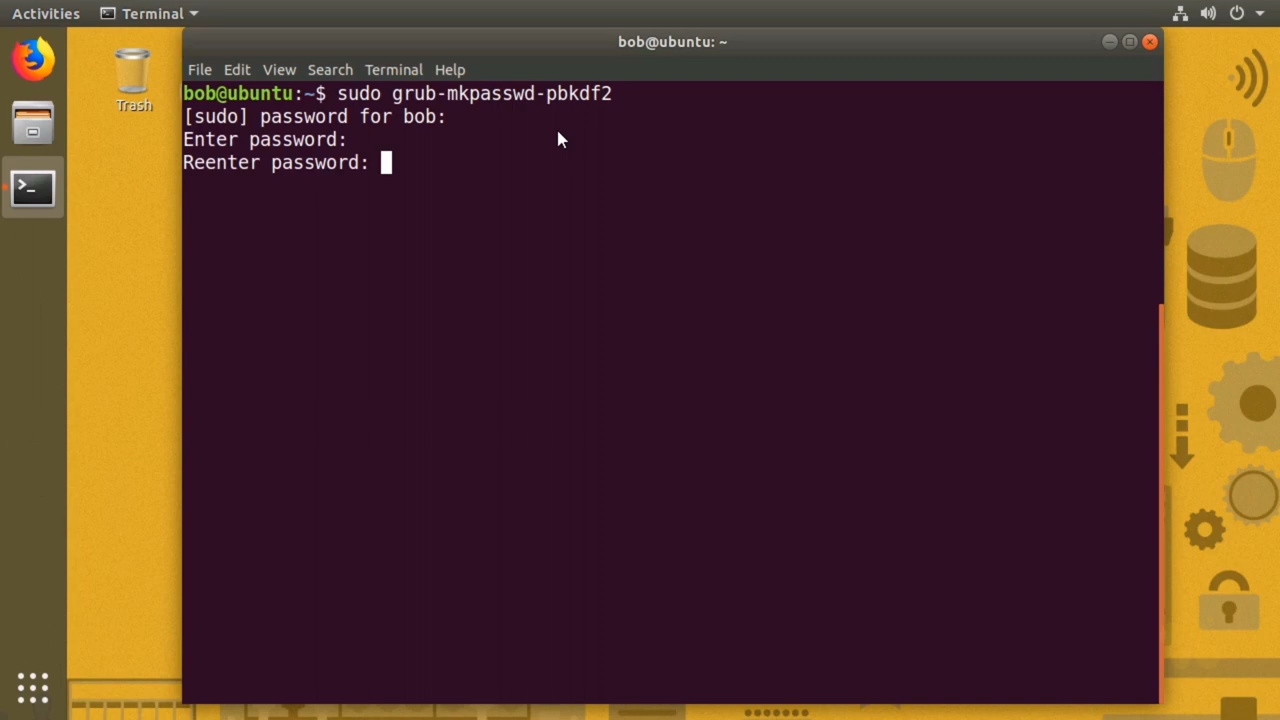 Activities Terminal
bob@ubuntu: ~
File Edit View Search Terminal Help
Trash
bob@ubuntu:~$ sudo grub-mkpasswd-pbkdf2
[sudo] password for bob:
Enter password:
Reenter password: